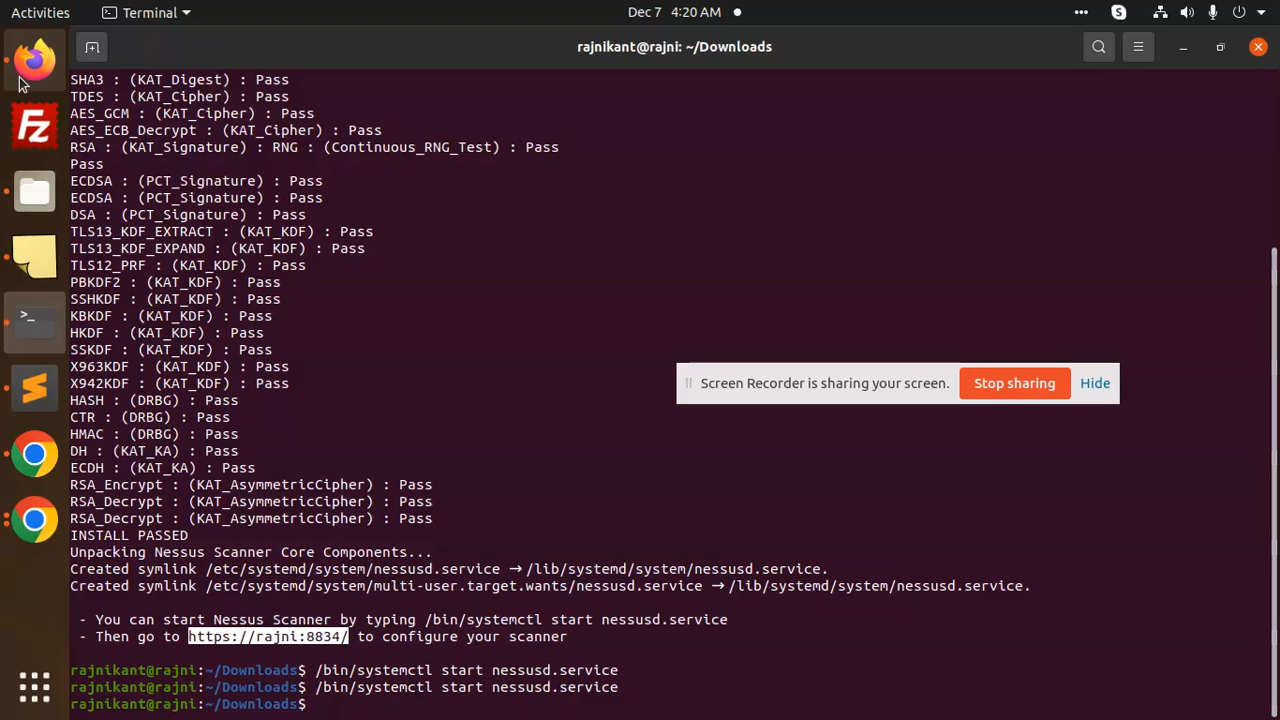 Activities Terminal Dec 7 4:20 AM
rajnikant@rajni: ~/Downloads
SHA3 : (KAT_Digest) : Pass
TDES : (KAT_Cipher) : Pass
AES_GCM : (KAT_Cipher) : Pass
AES_ECB_Decrypt : (KAT_Cipher) : Pass
RSA : (KAT_Signature) : RNG : (Continuous_RNG_Test) : Pass
Pass
ECDSA : (PCT_Signature) : Pass
ECDSA : (PCT_Signature) : Pass
DSA : (PCT_Signature) : Pass
TLS13_KDF_EXTRACT : (KAT_KDF) : Pass
TLS13_KDF_EXPAND : (KAT_KDF) : Pass
TLS12_PRF : (KAT_KDF) : Pass
PBKDF2 : (KAT_KDF) : Pass
SSHKDF : (KAT_KDF) : Pass
KBKDF : (KAT_KDF) : Pass
HKDF : (KAT_KDF) : Pass
SSKDF : (KAT_KDF) : Pass
X963KDF : (KAT_KDF) : Pass
X942KDF : (KAT_KDF) : Pass
Screen Recorder is sharing your screen. Stop sharing Hide
HASH : (DRBG) : Pass
CTR : (DRBG) : Pass
HMAC : (DRBG) : Pass
DH : (KAT_KA) : Pass
ECDH : (KAT_KA) : Pass
RSA_Encrypt : (KAT_AsymmetricCipher) : Pass
RSA_Decrypt : (KAT_AsymmetricCipher) : Pass
RSA_Decrypt : (KAT_AsymmetricCipher) : Pass
INSTALL PASSED
Unpacking Nessus Scanner Core Components...
Created symlink /etc/systemd/system/nessusd.service → /lib/systemd/system/nessusd.service.
Created symlink /etc/systemd/system/multi-user.target.wants/nessusd.service → /lib/systemd/system/nessusd.service.
- You can start Nessus Scanner by typing /bin/systemctl start nessusd.service
- Then go to https://rajni:8834/ to configure your scanner
rajnikant@rajni:~/Downloads$ /bin/systemctl start nessusd.service
rajnikant@rajni:~/Downloads$ /bin/systemctl start nessusd.service
rajnikant@rajni:~/Downloads$